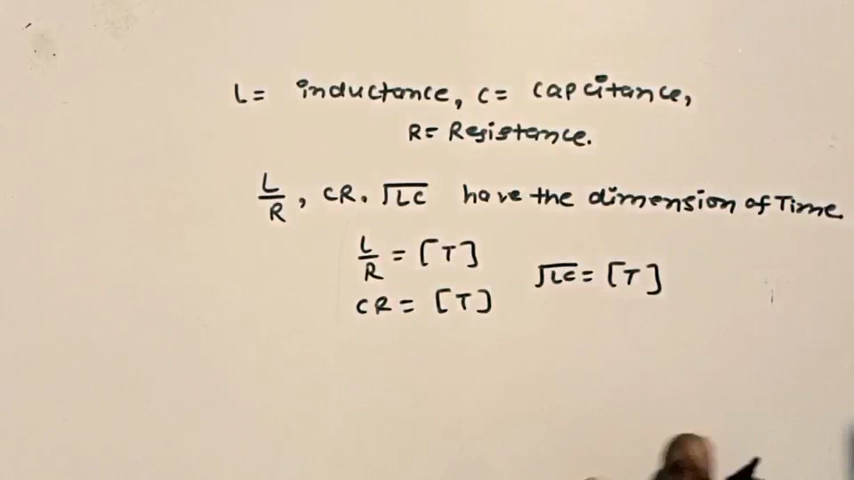 L= inductance, C= capcitance,
R= Resistance.
L/R, CR. √LC have the dimension of Time.
L/R = [T]
√LC = [T]
CR = [T]